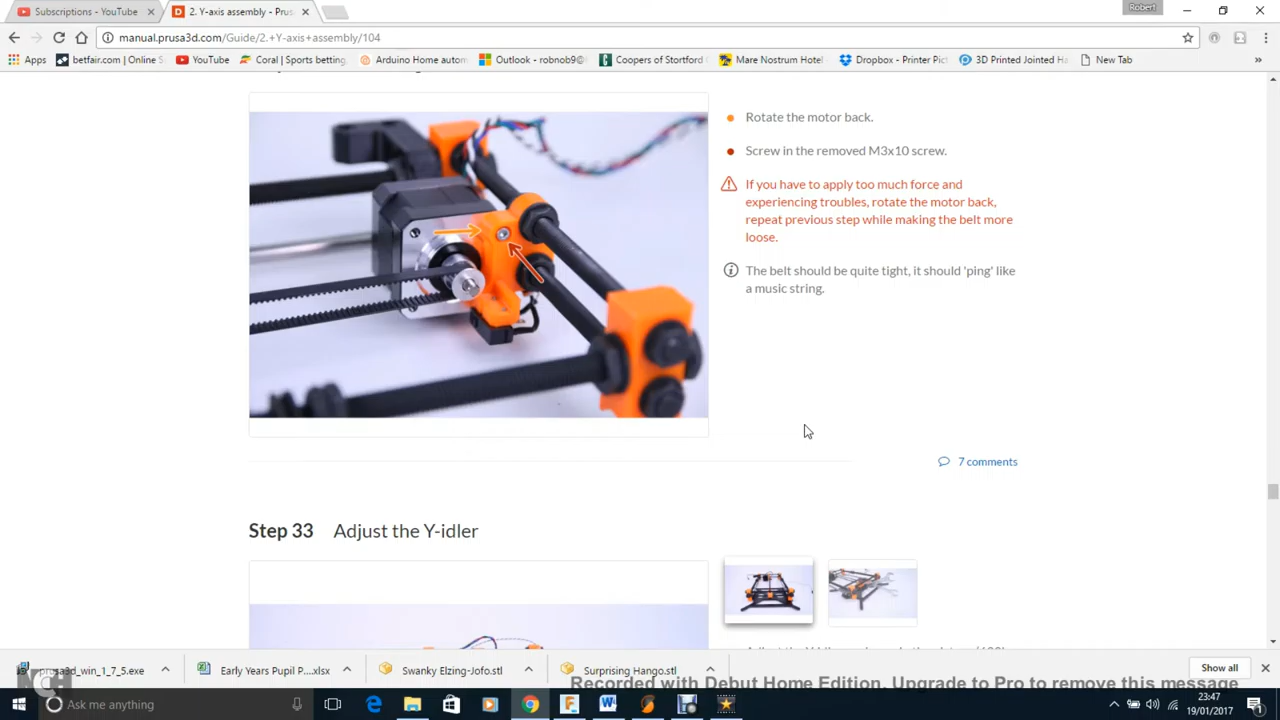 Subscriptions - YouTube
2. Y-axis assembly - Prus
Robert
manual.prusa3d.com/Guide/2.+Y-axis+assembly/104
Apps
betfair.com | Online S
YouTube
Coral | Sports betting,
Arduino Home autom
Outlook - robnob9@
Coopers of Stortford
Mare Nostrum Hotel
Dropbox - Printer Pict
3D Printed Jointed Ha
New Tab
»
Rotate the motor back.
Screw in the removed M3x10 screw.
If you have to apply too much force and
experiencing troubles, rotate the motor back,
repeat previous step while making the belt more
loose.
The belt should be quite tight, it should 'ping' like
a music string.
7 comments
Step 33 Adjust the Y-idler
prusa3d_win_1_7_5.exe
Early Years Pupil P....xlsx
Swanky Elzing-Jofo.stl
Surprising Hango.stl
Show all
Recorded with Debut Home Edition. Upgrade to Pro to remove this message
Ask me anything
23:47
19/01/2017